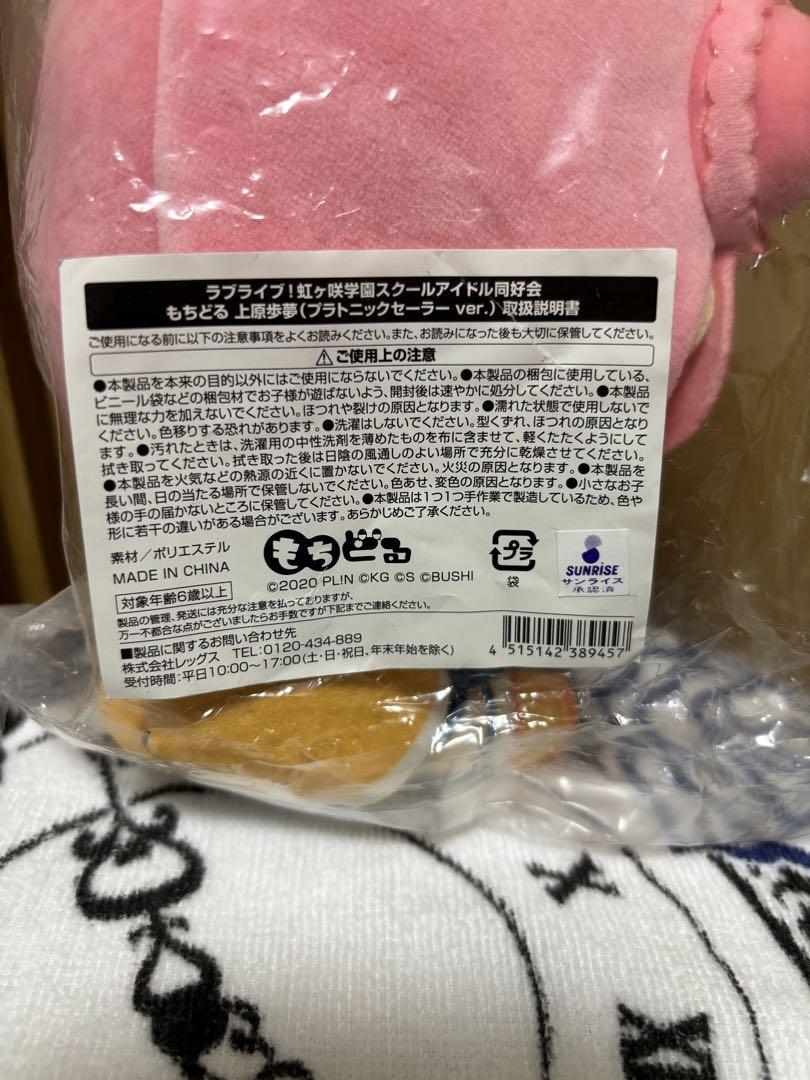 ラブライブ！虹ヶ咲学園スクールアイドル同好会
もちどる 上原歩夢(プラトニックセーラー ver.) 取扱説明書
ご使用になる前に以下の注意事項をよくお読みください。また、お読みになった後も大切に保管してください。
⚠ご使用上の注意
●本製品を本来の目的以外にはご使用にならないでください。●本製品の梱包に使用している、
ビニール袋などの梱包材でお子様が遊ばないよう、開封後は速やかに処分してください。●本製品
に無理な力を加えないでください。ほつれや裂けの原因となります。●濡れた状態で使用しないで
ください。色移りする恐れがあります。●洗濯はしないでください。型くずれ、ほつれの原因となり
ます。●汚れたときは、洗濯用の中性洗剤を薄めたものを布に含ませて、軽くたたくようにして
拭き取ってください。拭き取った後は日陰の風通しのよい場所で充分に乾燥させてください。
●本製品を火気などの熱源の近くに置かないでください。火災の原因となります。●本製品を
長い間、日の当たる場所で保管しないでください。色あせ、変色の原因となります。●小さなお子
様の手の届かないところに保管してください。●本製品は1つ1つ手作業で製造しているため、色や
形に若干の違いがある場合がございます。あらかじめご了承ください。
素材／ポリエステル
MADE IN CHINA
対象年齢6歳以上
もちどる
©2020 PL!N ©KG ©S ©BUSHI
プラ
袋
SUNRISE
サンライズ
承認済
製品の管理、発送には充分な注意を払っておりますが、
万一不都合な点がございましたらお手数ですが下記までご連絡ください。
■製品に関するお問い合わせ先
株式会社レッグス TEL:0120-434-889
受付時間:平日10:00〜17:00(土・日・祝日、年末年始を除く)
4 515142 389457